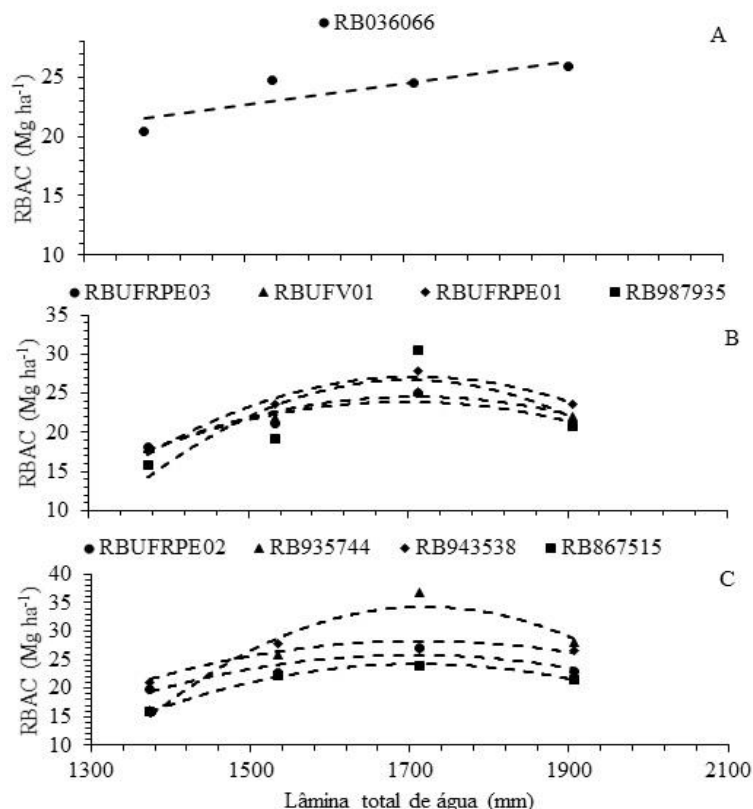 RB036066
A
RBAC (Mg ha⁻¹)
25
20
15
10
RBUFRPE03 RBUFV01 RBUFRPE01 RB987935
B
RBAC (Mg ha⁻¹)
35
30
25
20
15
10
RBUFRPE02 RB935744 RB943538 RB867515
C
RBAC (Mg ha⁻¹)
40
35
30
25
20
15
10
1300 1500 1700 1900 2100
Lâmina total de água (mm)